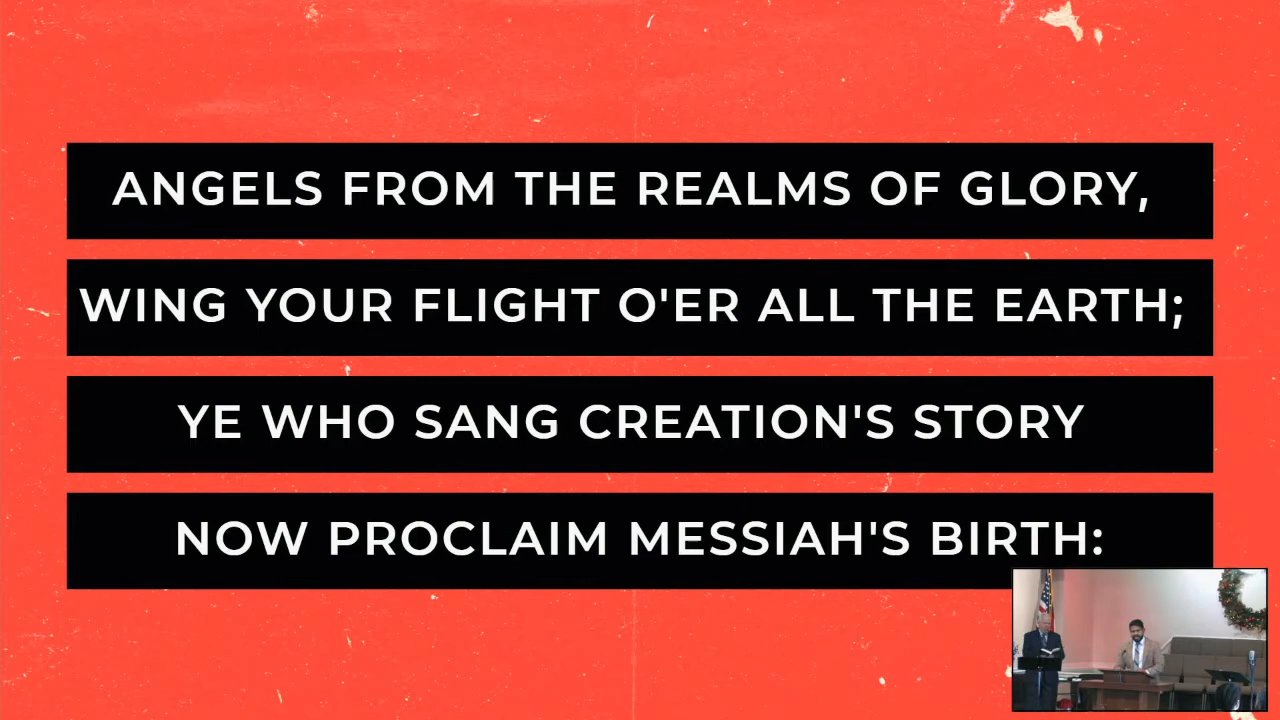 ANGELS FROM THE REALMS OF GLORY,
WING YOUR FLIGHT O'ER ALL THE EARTH;
YE WHO SANG CREATION'S STORY
NOW PROCLAIM MESSIAH'S BIRTH: